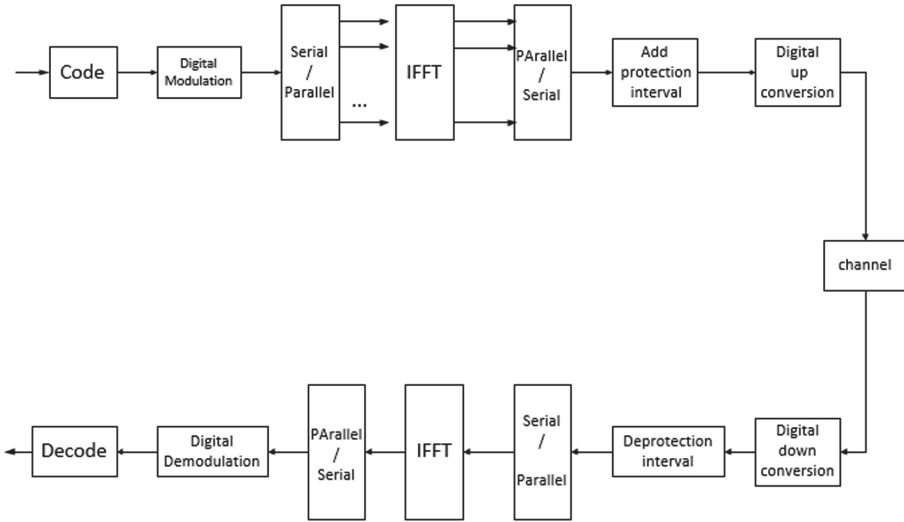 Code
Digital
Modulation
Serial
/
Parallel
...
IFFT
PArallel
/
Serial
Add
protection
interval
Digital
up
conversion
channel
Decode
Digital
Demodulation
PArallel
/
Serial
IFFT
Serial
/
Parallel
Deprotection
interval
Digital
down
conversion